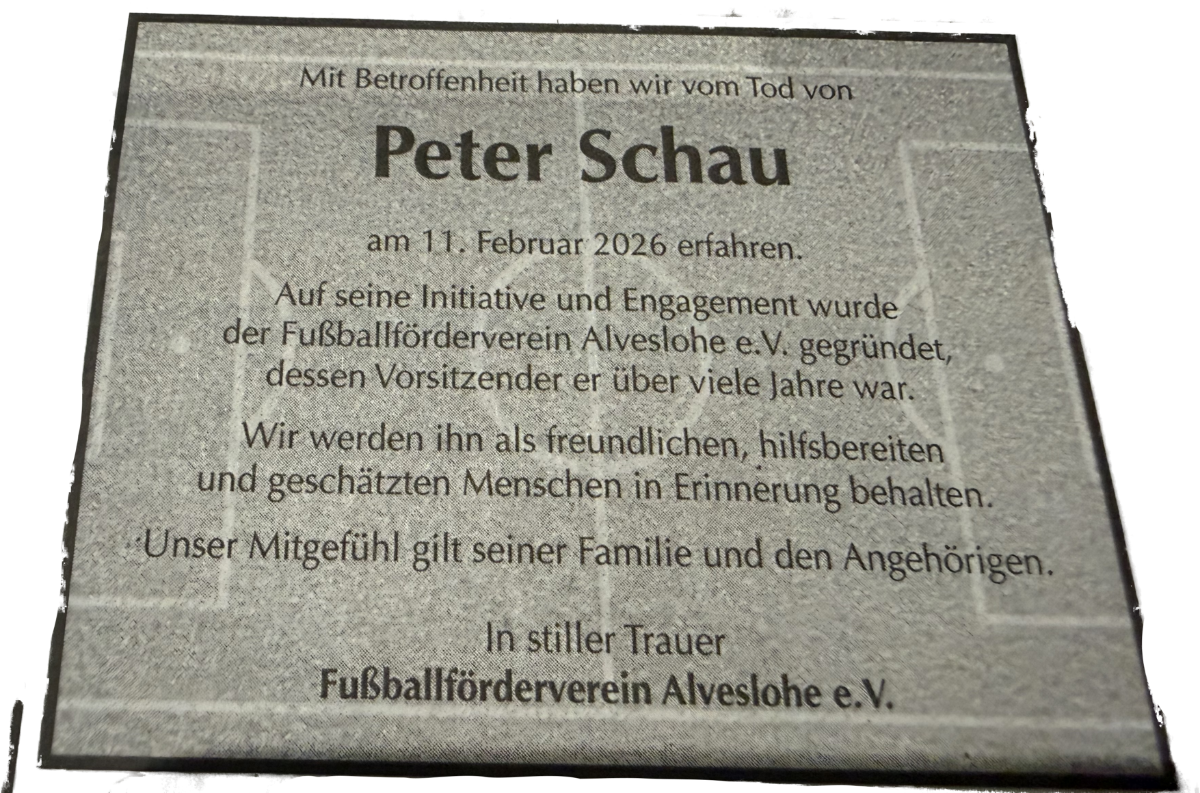 Mit Betroffenheit haben wir vom Tod von
Peter Schau
am 11. Februar 2026 erfahren.
Auf seine Initiative und Engagement wurde
der Fußballförderverein Alveslohe e.V. gegründet,
dessen Vorsitzender er über viele Jahre war.
Wir werden ihn als freundlichen, hilfsbereiten
und geschätzten Menschen in Erinnerung behalten.
Unser Mitgefühl gilt seiner Familie und den Angehörigen.
In stiller Trauer
Fußballförderverein Alveslohe e.V.